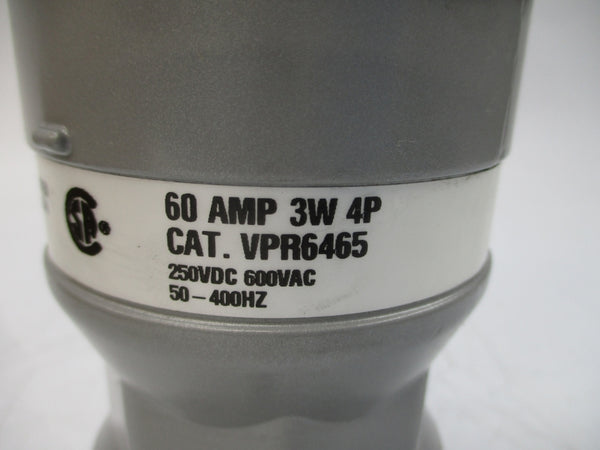 60 AMP 3W 4P
CAT. VPR6465
250VDC 600VAC
50-400HZ